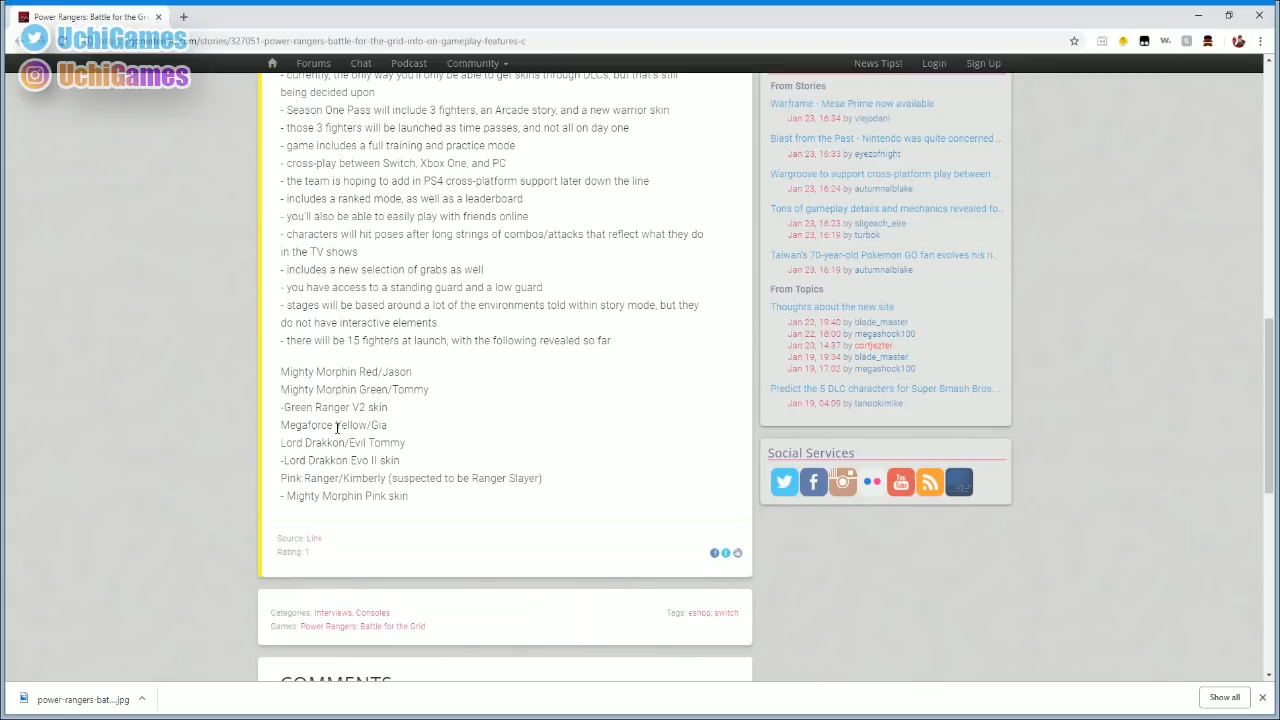 Power Rangers: Battle for the Gr
UchiGames
/stories/327051-power-rangers-battle-for-the-grid-info-on-gameplay-features-c
UchiGames
Forums Chat Podcast Community News Tips! Login Sign Up
- currently, the only way you'll only be able to get skins through DLCs, but that's still
being decided upon
- Season One Pass will include 3 fighters, an Arcade story, and a new warrior skin
- those 3 fighters will be launched as time passes, and not all on day one
- game includes a full training and practice mode
- cross-play between Switch, Xbox One, and PC
- the team is hoping to add in PS4 cross-platform support later down the line
- includes a ranked mode, as well as a leaderboard
- you'll also be able to easily play with friends online
- characters will hit poses after long strings of combos/attacks that reflect what they do
in the TV shows
- includes a new selection of grabs as well
- you have access to a standing guard and a low guard
- stages will be based around a lot of the environments told within story mode, but they
do not have interactive elements
- there will be 15 fighters at launch, with the following revealed so far
Mighty Morphin Red/Jason
Mighty Morphin Green/Tommy
-Green Ranger V2 skin
Megaforce Yellow/Gia
Lord Drakkon/Evil Tommy
-Lord Drakkon Evo II skin
Pink Ranger/Kimberly (suspected to be Ranger Slayer)
- Mighty Morphin Pink skin
Source: Link
Rating: 1
Categories: Interviews, Consoles
Tags: eshop, switch
Games: Power Rangers: Battle for the Grid
COMMENTS
From Stories
Warframe - Mesa Prime now available
Jan 23, 16:34 by viejodani
Blast from the Past - Nintendo was quite concerned ...
Jan 23, 16:33 by eyezofnight
Wargroove to support cross-platform play between ...
Jan 23, 16:24 by autumnalblake
Tons of gameplay details and mechanics revealed fo...
Jan 23, 16:23 by sligeach_eire
Jan 23, 16:19 by turbok
Taiwan's 70-year-old Pokemon GO fan evolves his ri...
Jan 23, 16:19 by autumnalblake
From Topics
Thoughts about the new site
Jan 22, 19:40 by blade_master
Jan 22, 18:00 by megashock100
Jan 20, 14:37 by cortjezter
Jan 19, 19:34 by blade_master
Jan 19, 17:02 by megashock100
Predict the 5 DLC characters for Super Smash Bros. ...
Jan 19, 04:09 by tanookimike
Social Services
You Tube
power-rangers-bat....jpg
Show all